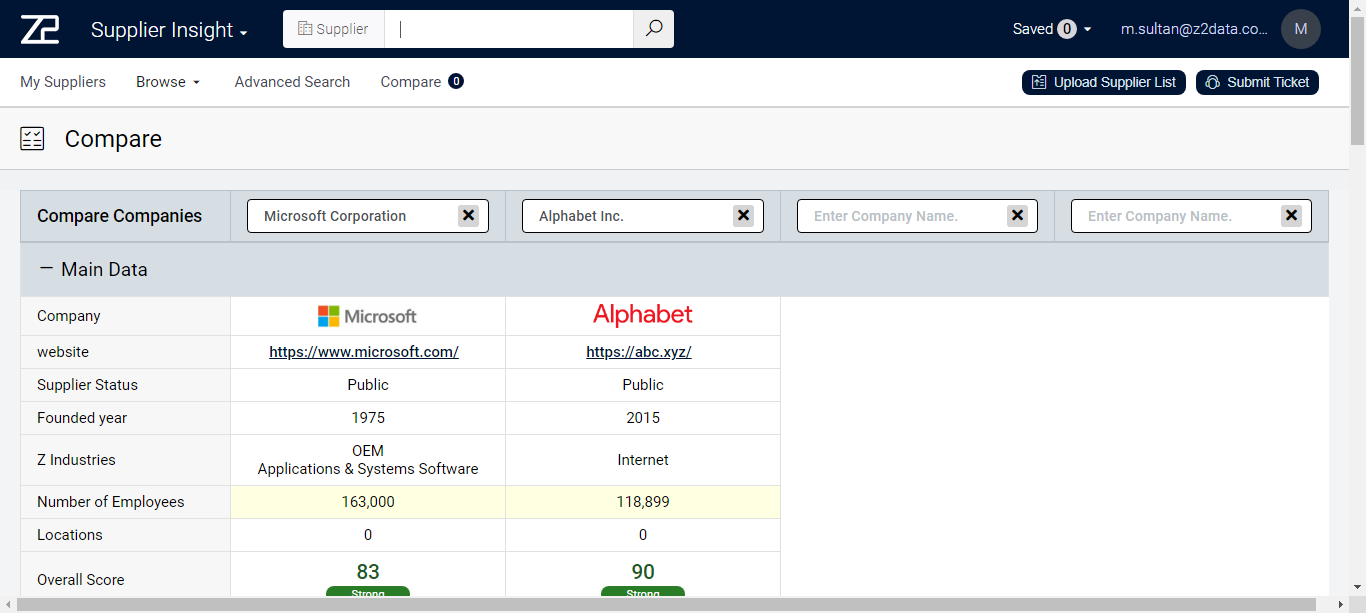 Z2 Supplier Insight Supplier Saved 0 m.sultan@z2data.co... M
My Suppliers Browse Advanced Search Compare 0 Upload Supplier List Submit Ticket
Compare
Compare Companies Microsoft Corporation Alphabet Inc. Enter Company Name. Enter Company Name.
Main Data
Company Microsoft Alphabet
website https://www.microsoft.com/ https://abc.xyz/
Supplier Status Public Public
Founded year 1975 2015
Z Industries OEM
Applications & Systems Software Internet
Number of Employees 163,000 118,899
Locations 0 0
Overall Score 83 90
Strong Strong